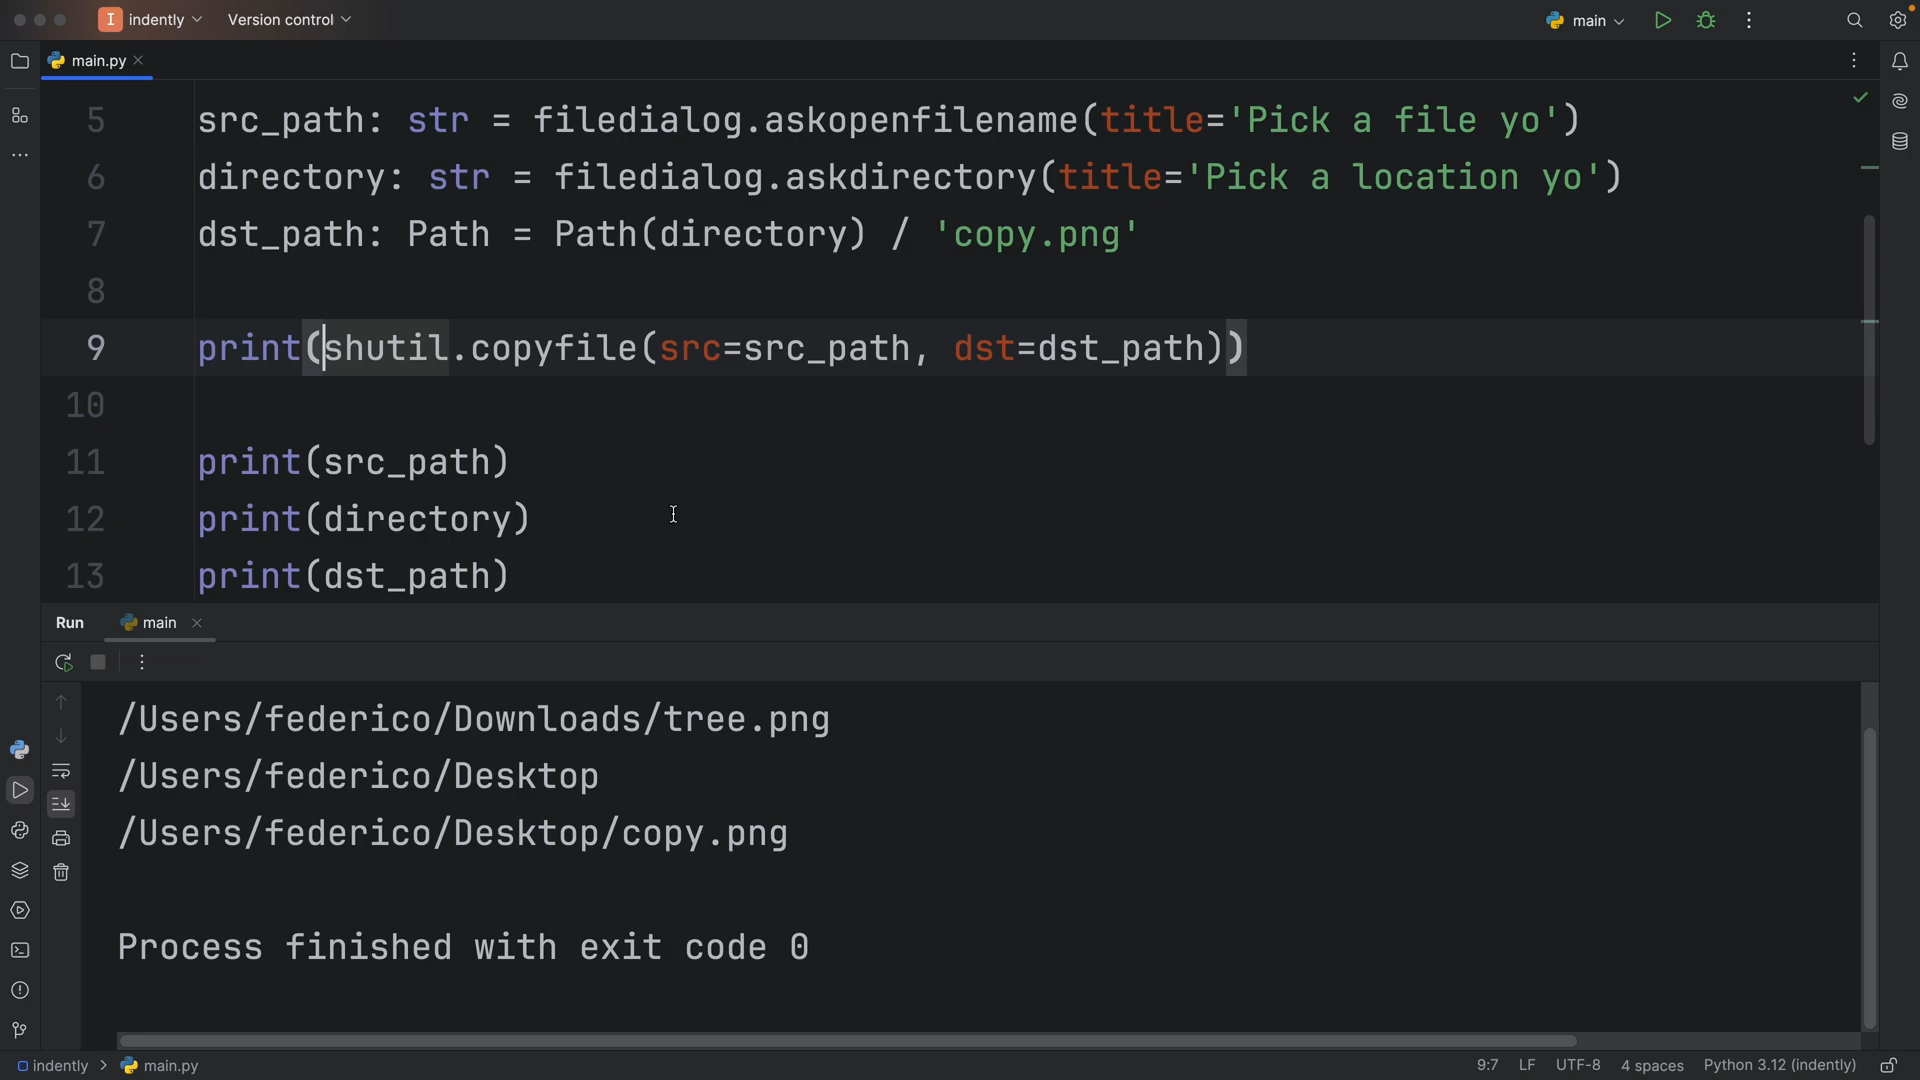 I indently Version control main
main.py
5 src_path: str = filedialog.askopenfilename(title='Pick a file yo')
6 directory: str = filedialog.askdirectory(title='Pick a location yo')
7 dst_path: Path = Path(directory) / 'copy.png'
8
9 print(shutil.copyfile(src=src_path, dst=dst_path))
10
11 print(src_path)
12 print(directory)
13 print(dst_path)
Run main
/Users/federico/Downloads/tree.png
/Users/federico/Desktop
/Users/federico/Desktop/copy.png
Process finished with exit code 0
indently main.py 9:7 LF UTF-8 4 spaces Python 3.12 (indently)